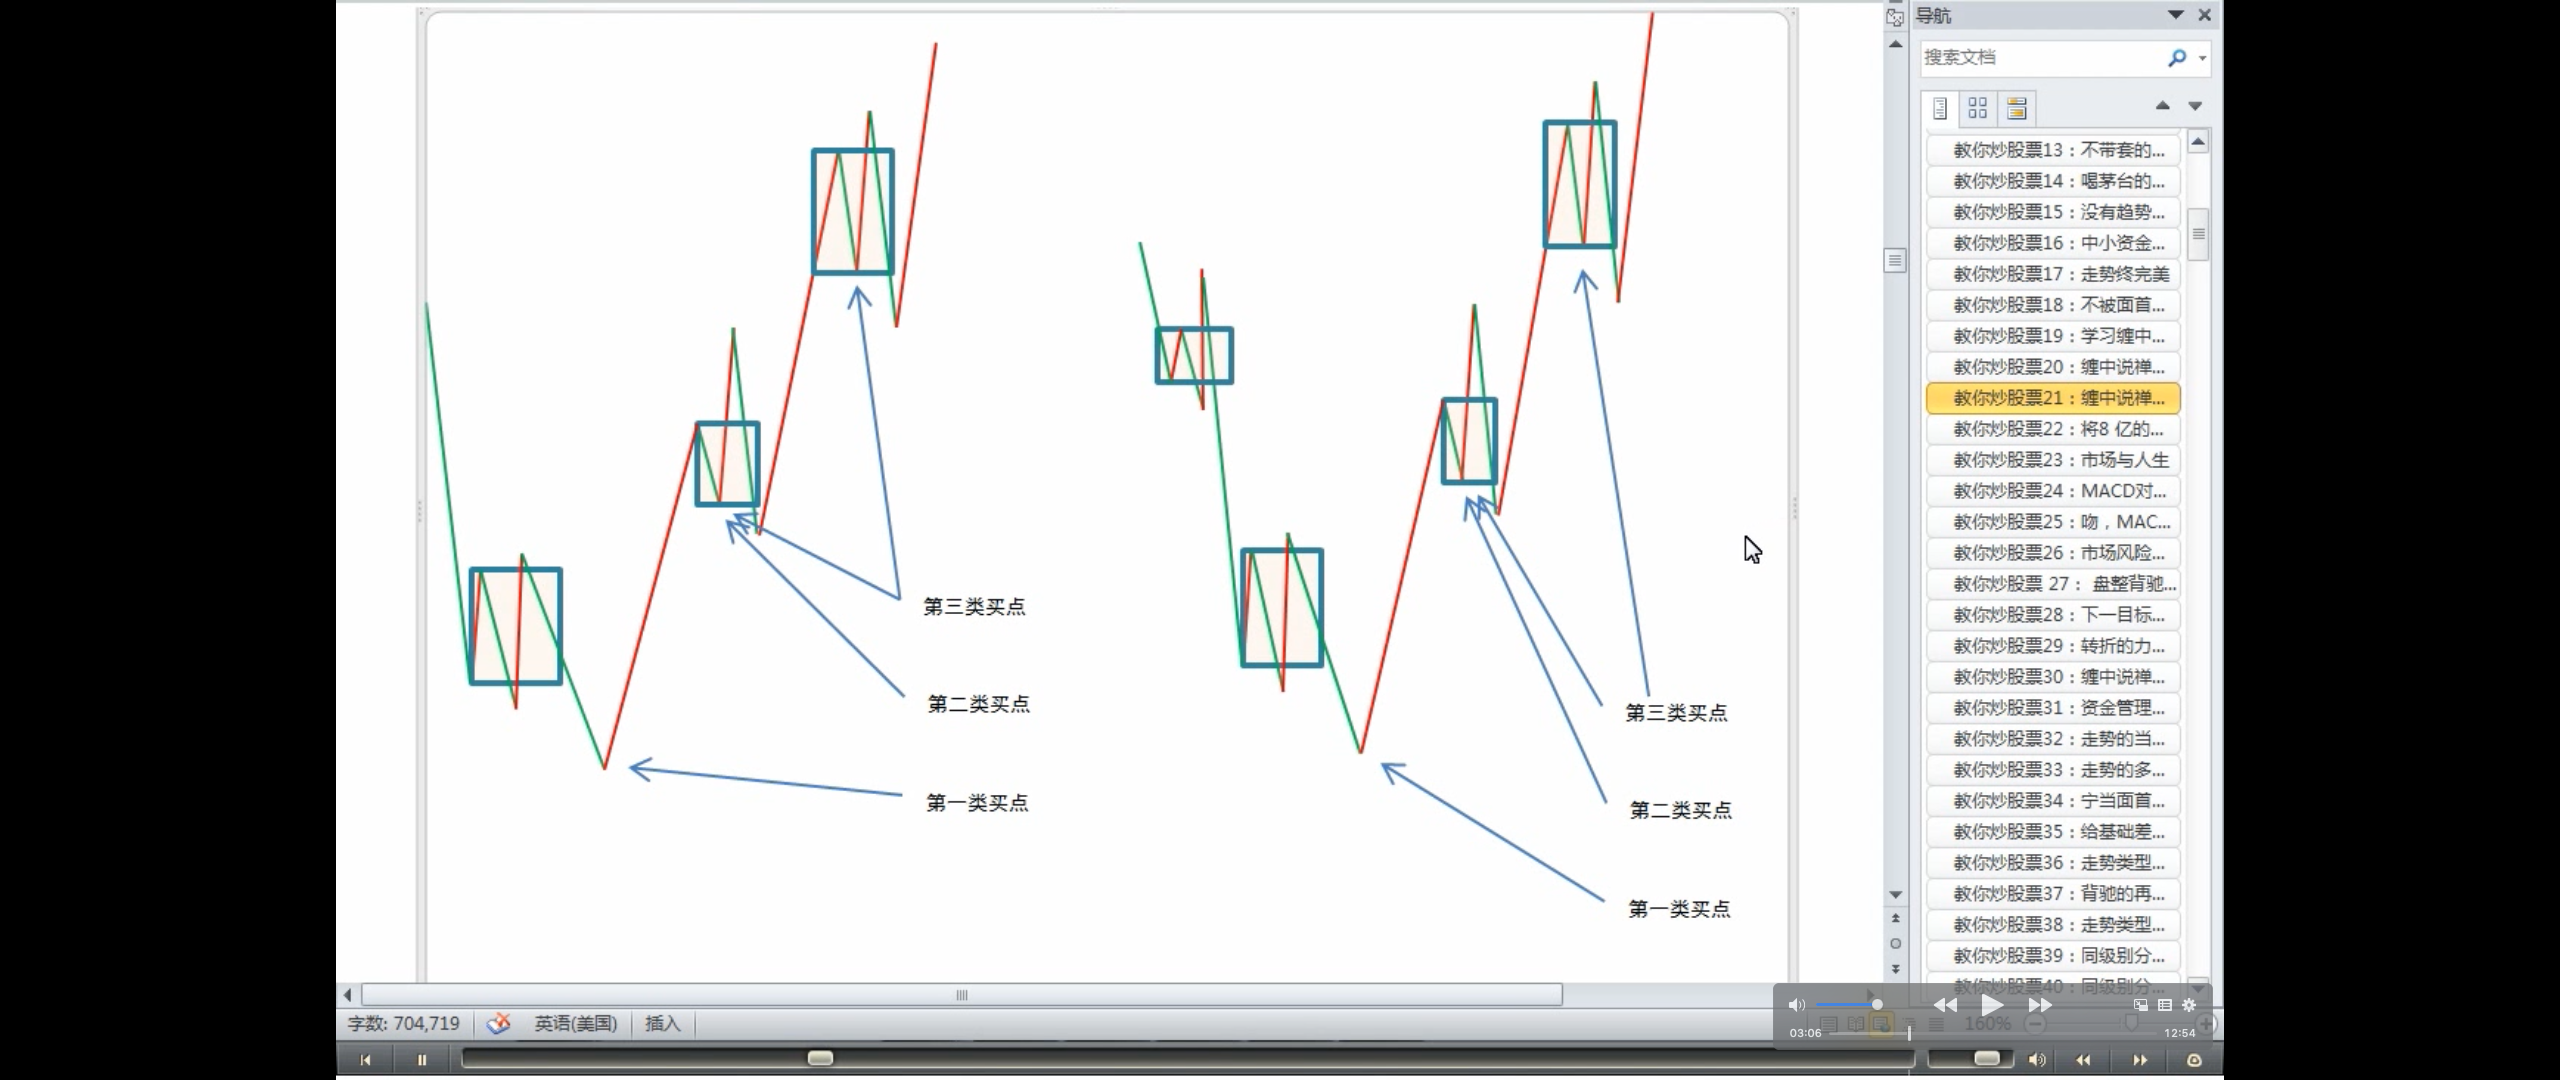 第三类买点
第二类买点
第一类买点
第三类买点
第二类买点
第一类买点
导航
搜索文档
教你炒股票13：不带套的...
教你炒股票14：喝茅台的...
教你炒股票15：没有趋势...
教你炒股票16：中小资金...
教你炒股票17：走势终完美
教你炒股票18：不被面首...
教你炒股票19：学习缠中...
教你炒股票20：缠中说禅...
教你炒股票21：缠中说禅...
教你炒股票22：将8 亿的...
教你炒股票23：市场与人生
教你炒股票24：MACD对...
教你炒股票25：吻，MAC...
教你炒股票26：市场风险...
教你炒股票 27： 盘整背驰...
教你炒股票28：下一目标...
教你炒股票29：转折的力...
教你炒股票30：缠中说禅...
教你炒股票31：资金管理...
教你炒股票32：走势的当...
教你炒股票33：走势的多...
教你炒股票34：宁当面首...
教你炒股票35：给基础差...
教你炒股票36：走势类型...
教你炒股票37：背驰的再...
教你炒股票38：走势类型...
教你炒股票39：同级别分...
教你炒股票40：同级别分...
字数: 704,719
英语(美国)
插入
160%
03:06
12:54